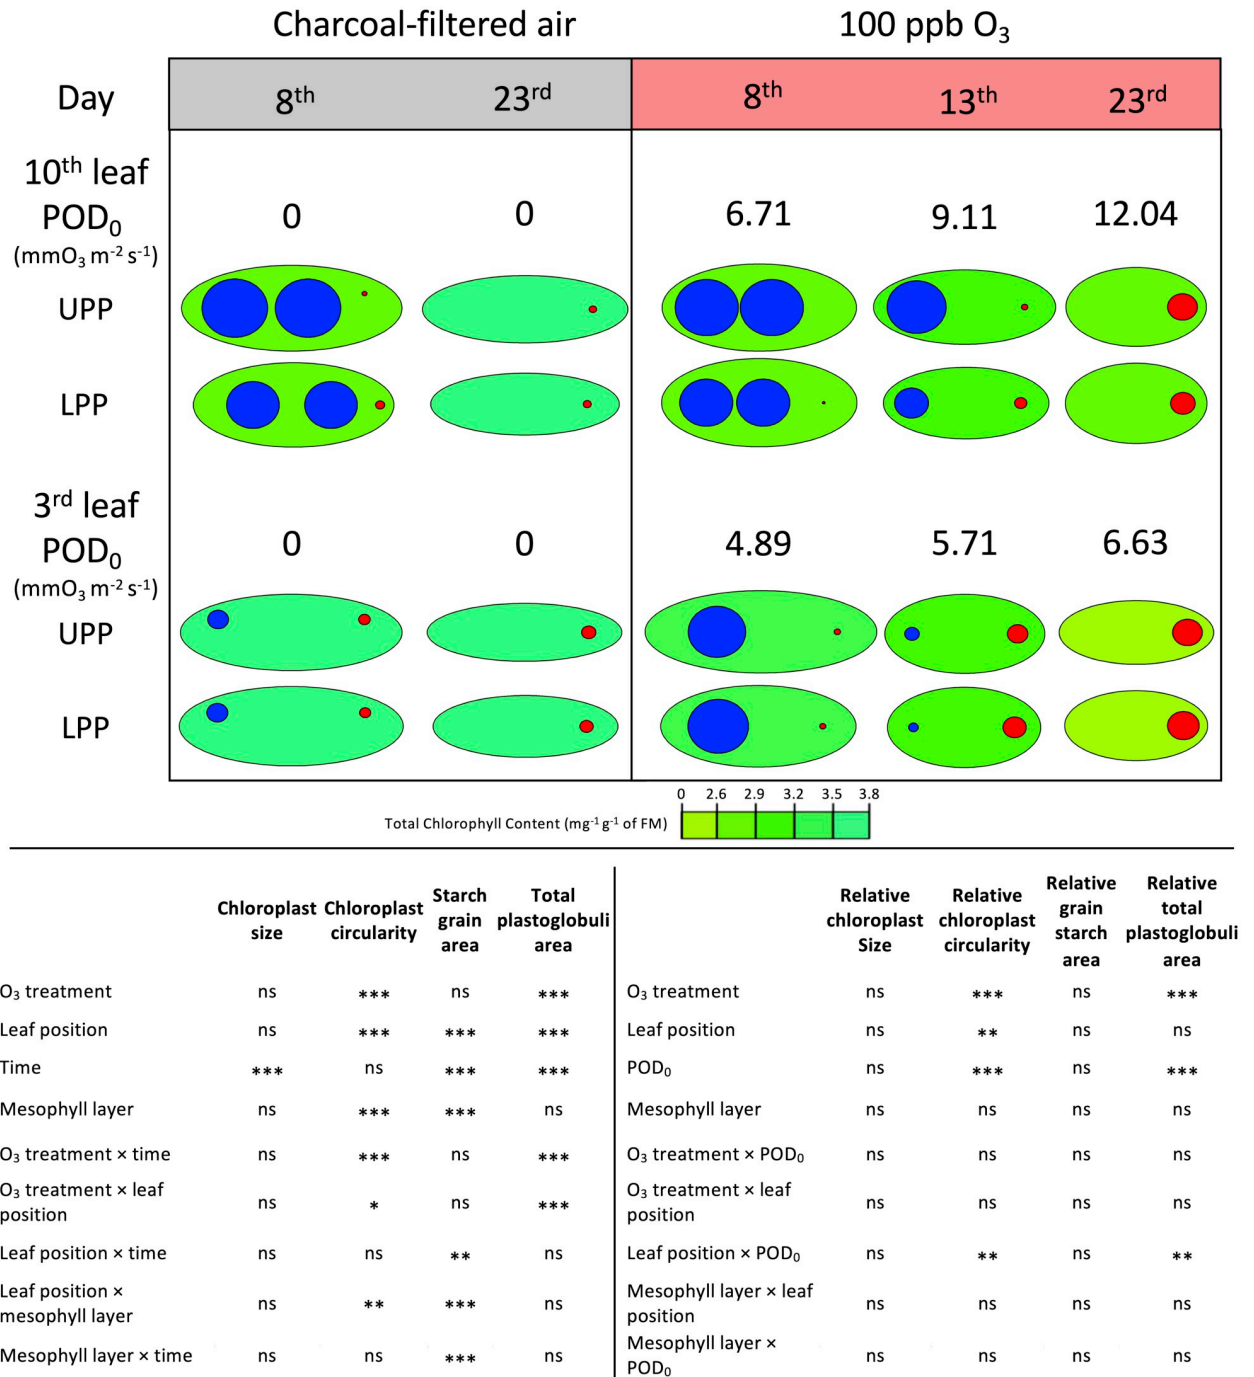 Charcoal-filtered air 100 ppb O₃
Day 8ᵗʰ 23ʳᵈ 8ᵗʰ 13ᵗʰ 23ʳᵈ
10ᵗʰ leaf
POD₀ 0 0 6.71 9.11 12.04
(mmO₃ m⁻² s⁻¹)
UPP
LPP
3ʳᵈ leaf
POD₀ 0 0 4.89 5.71 6.63
(mmO₃ m⁻² s⁻¹)
UPP
LPP
0 2.6 2.9 3.2 3.5 3.8
Total Chlorophyll Content (mg⁻¹ g⁻¹ of FM)
Chloroplast size Chloroplast circularity Starch grain area Total plastoglobuli area
O₃ treatment ns *** ns ***
Leaf position ns *** *** ***
Time *** ns *** ***
Mesophyll layer ns *** *** ns
O₃ treatment × time ns *** ns ***
O₃ treatment × leaf position ns * ns ***
Leaf position × time ns ns ** ns
Leaf position × mesophyll layer ns ** *** ns
Mesophyll layer × time ns ns *** ns
Relative chloroplast Size Relative chloroplast circularity Relative grain starch area Relative total plastoglobuli area
O₃ treatment ns *** ns ***
Leaf position ns ** ns ns
POD₀ ns *** ns ***
Mesophyll layer ns ns ns ns
O₃ treatment × POD₀ ns ns ns ns
O₃ treatment × leaf position ns ns ns ns
Leaf position × POD₀ ns ** ns **
Mesophyll layer × leaf position ns ns ns ns
Mesophyll layer × POD₀ ns ns ns ns